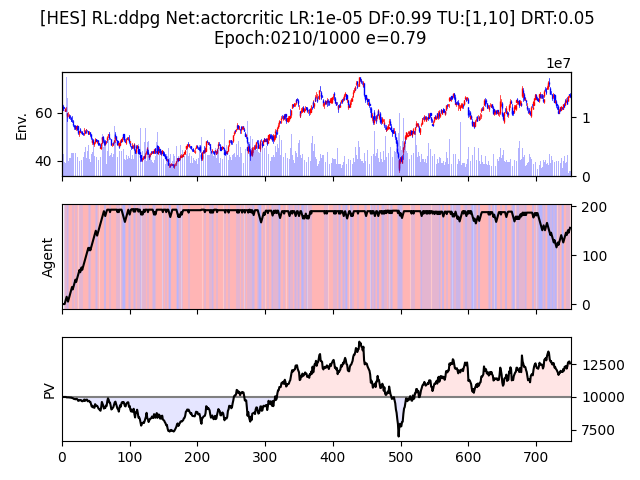 [HES] RL:ddpg Net:actorcritic LR:1e-05 DF:0.99 TU:[1,10] DRT:0.05
Epoch:0210/1000 e=0.79
1e7
Env.
60
40
1
0
Agent
200
100
0
PV
12500
10000
7500
0 100 200 300 400 500 600 700